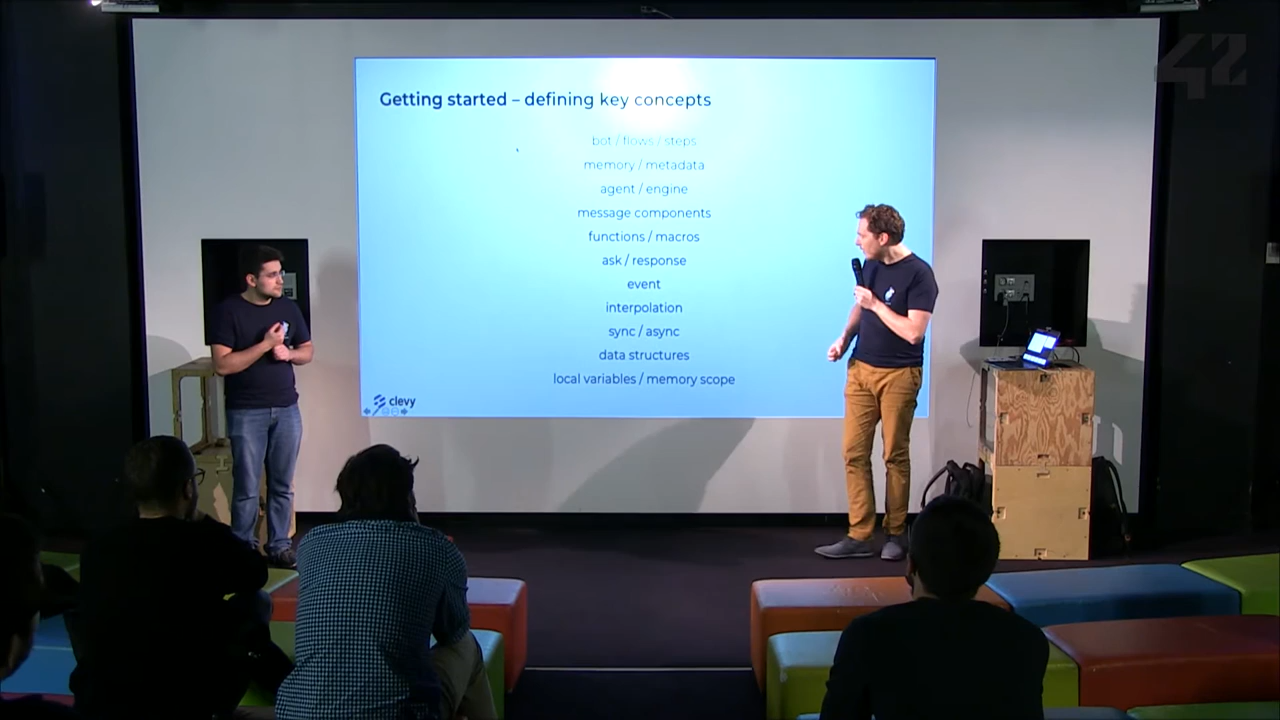 42
Getting started – defining key concepts
bot / flows / steps
memory / metadata
agent / engine
message components
functions / macros
ask / response
event
interpolation
sync / async
data structures
local variables / memory scope
clevy